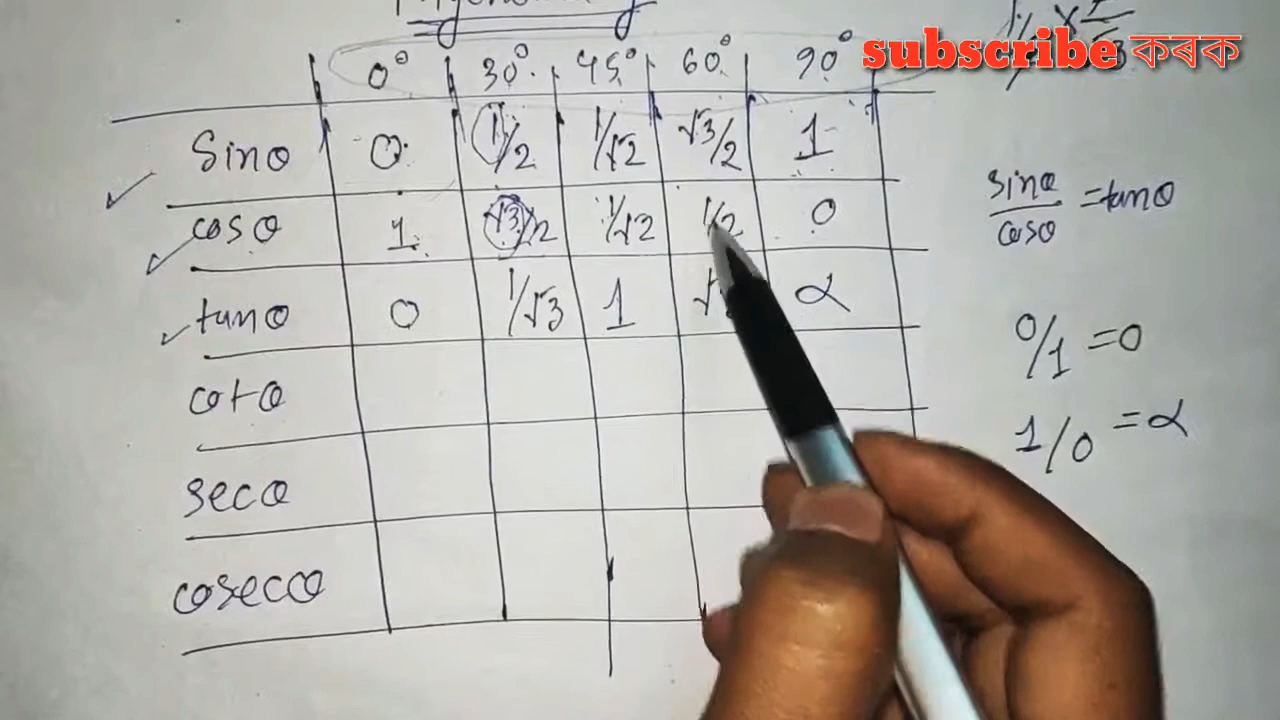 Trigonometry
subscribe কৰক
0° 30° 45° 60° 90°
Sinθ 0 1/2 1/√2 √3/2 1
cosθ 1 √3/2 1/√2 1/2 0
tanθ 0 1/√3 1 ∝
cotθ
secθ
cosecθ
sinθ/cosθ = tanθ
0/1 = 0
1/0 = ∝